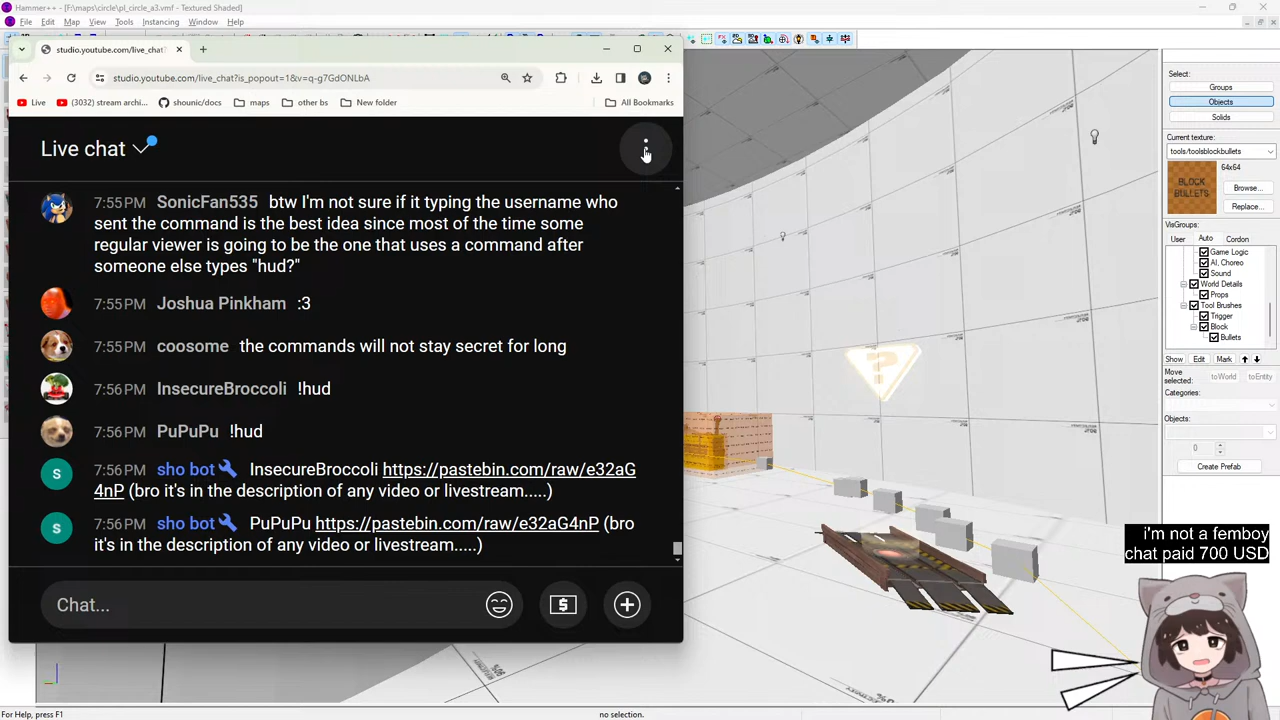 Hammer++ - [F:\maps\circle\pl_circle_a3.vmf - Textured Shaded]
File Edit Map View Tools Instancing Window Help
studio.youtube.com/live_chat?
studio.youtube.com/live_chat?is_popout=1&v=q-g7GdONLbA
Live (3032) stream archi... shounic/docs maps other bs New folder All Bookmarks
Live chat
7:55 PM SonicFan535 btw I'm not sure if it typing the username who
sent the command is the best idea since most of the time some
regular viewer is going to be the one that uses a command after
someone else types "hud?"
7:55 PM Joshua Pinkham :3
7:55 PM coosome the commands will not stay secret for long
7:56 PM InsecureBroccoli !hud
7:56 PM PuPuPu !hud
S 7:56 PM sho bot InsecureBroccoli https://pastebin.com/raw/e32aG
4nP (bro it's in the description of any video or livestream.....)
S 7:56 PM sho bot PuPuPu https://pastebin.com/raw/e32aG4nP (bro
it's in the description of any video or livestream.....)
Chat...
Select:
Groups
Objects
Solids
Current texture:
tools/toolsblockbullets
64x64
BLOCK
BULLETS
Browse...
Replace...
VisGroups:
User Auto Cordon
Game Logic
AI, Choreo
Sound
World Details
Props
Tool Brushes
Trigger
Block
Bullets
Show Edit Mark
Move
selected:
toWorld toEntity
Categories:
Objects:
0
Create Prefab
i'm not a femboy
chat paid 700 USD
For Help, press F1
no selection.